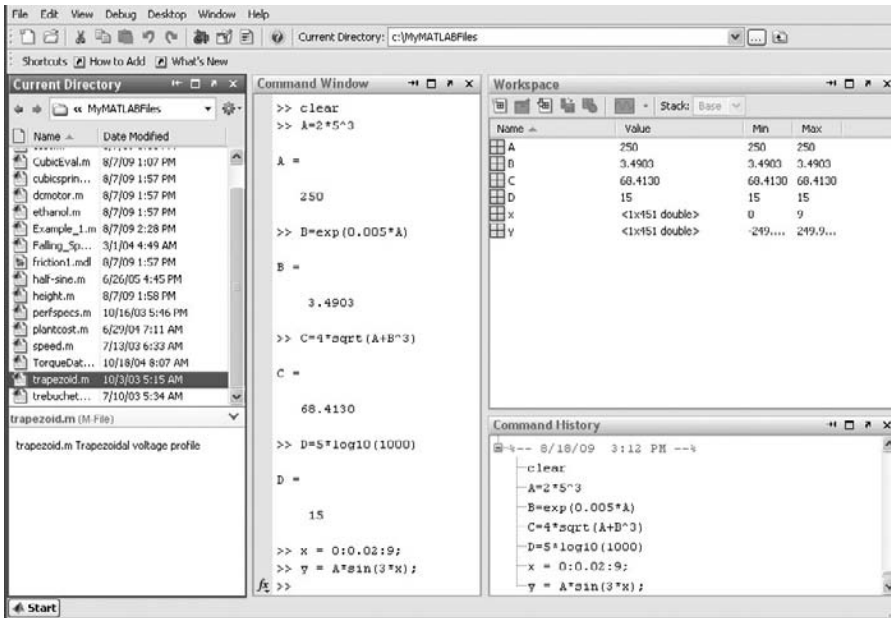 File Edit View Debug Desktop Window Help
Current Directory: c:\MyMATLABFiles
Shortcuts How to Add What's New
Current Directory
« MyMATLABFiles
Name Date Modified
CubicEval.m 8/7/09 1:07 PM
cubicsprin... 8/7/09 1:57 PM
dcmotor.m 8/7/09 1:57 PM
ethanol.m 8/7/09 1:57 PM
Example_1.m 8/7/09 2:28 PM
Falling_Sp... 3/1/04 4:49 AM
friction1.mdl 8/7/09 1:57 PM
half-sine.m 6/26/05 4:45 PM
height.m 8/7/09 1:58 PM
perfspecs.m 10/16/03 5:46 PM
plantcost.m 6/29/04 7:11 AM
speed.m 7/13/03 6:33 AM
TorqueDat... 10/18/04 8:07 AM
trapezoid.m 10/3/03 5:15 AM
trebuchet... 7/10/03 5:34 AM
trapezoid.m (M-File)
trapezoid.m Trapezoidal voltage profile
Command Window
>> clear
>> A=2*5^3
A =
250
>> B=exp(0.005*A)
B =
3.4903
>> C=4*sqrt(A+B^3)
C =
68.4130
>> D=5*log10(1000)
D =
15
>> x = 0:0.02:9;
>> y = A*sin(3*x);
fx >>
Workspace
Stack: Base
Name Value Min Max
A 250 250 250
B 3.4903 3.4903 3.4903
C 68.4130 68.4130 68.4130
D 15 15 15
x <1x451 double> 0 9
y <1x451 double> -249.... 249.9...
Command History
%-- 8/18/09 3:12 PM --%
clear
A=2*5^3
B=exp(0.005*A)
C=4*sqrt(A+B^3)
D=5*log10(1000)
x = 0:0.02:9;
y = A*sin(3*x);
Start